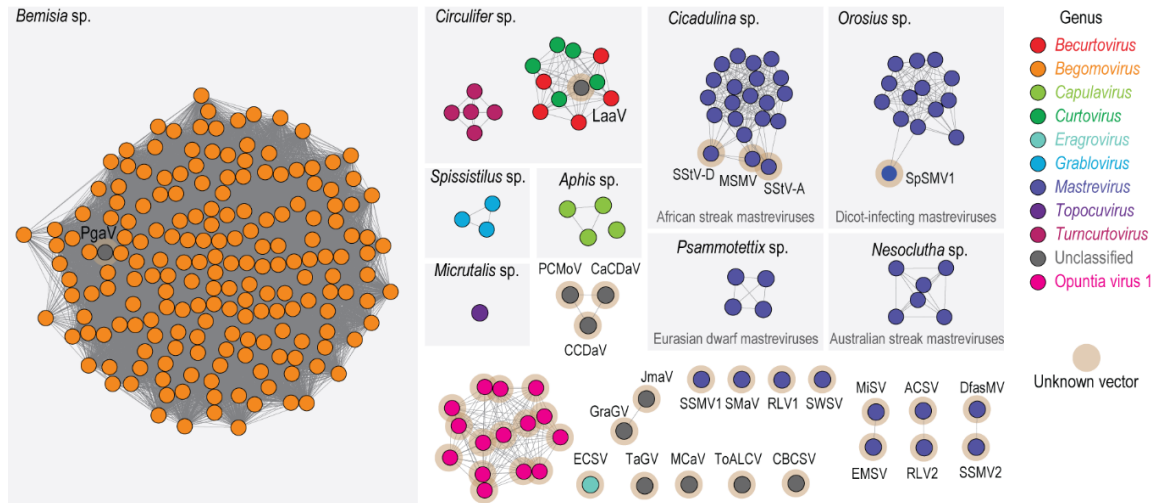 Bemisia sp.
PgaV
Circulifer sp.
LaaV
Cicadulina sp.
SStV-D
MSMV
SStV-A
African streak mastreviruses
Orosius sp.
SpSMV1
Dicot-infecting mastreviruses
Spissistilus sp.
Aphis sp.
Micrutalis sp.
PCMoV
CaCDaV
CCDaV
Psammotettix sp.
Eurasian dwarf mastreviruses
Nesoclutha sp.
Australian streak mastreviruses
JmaV
GraGV
SSMV1
SMaV
RLV1
SWSV
MiSV
ACSV
DfasMV
EMSV
RLV2
SSMV2
ECSV
TaGV
MCaV
ToALCV
CBCSV
Genus
Becurtovirus
Begomovirus
Capulavirus
Curtovirus
Eragrovirus
Grablovirus
Mastrevirus
Topocuvirus
Turncurtovirus
Unclassified
Opuntia virus 1
Unknown vector